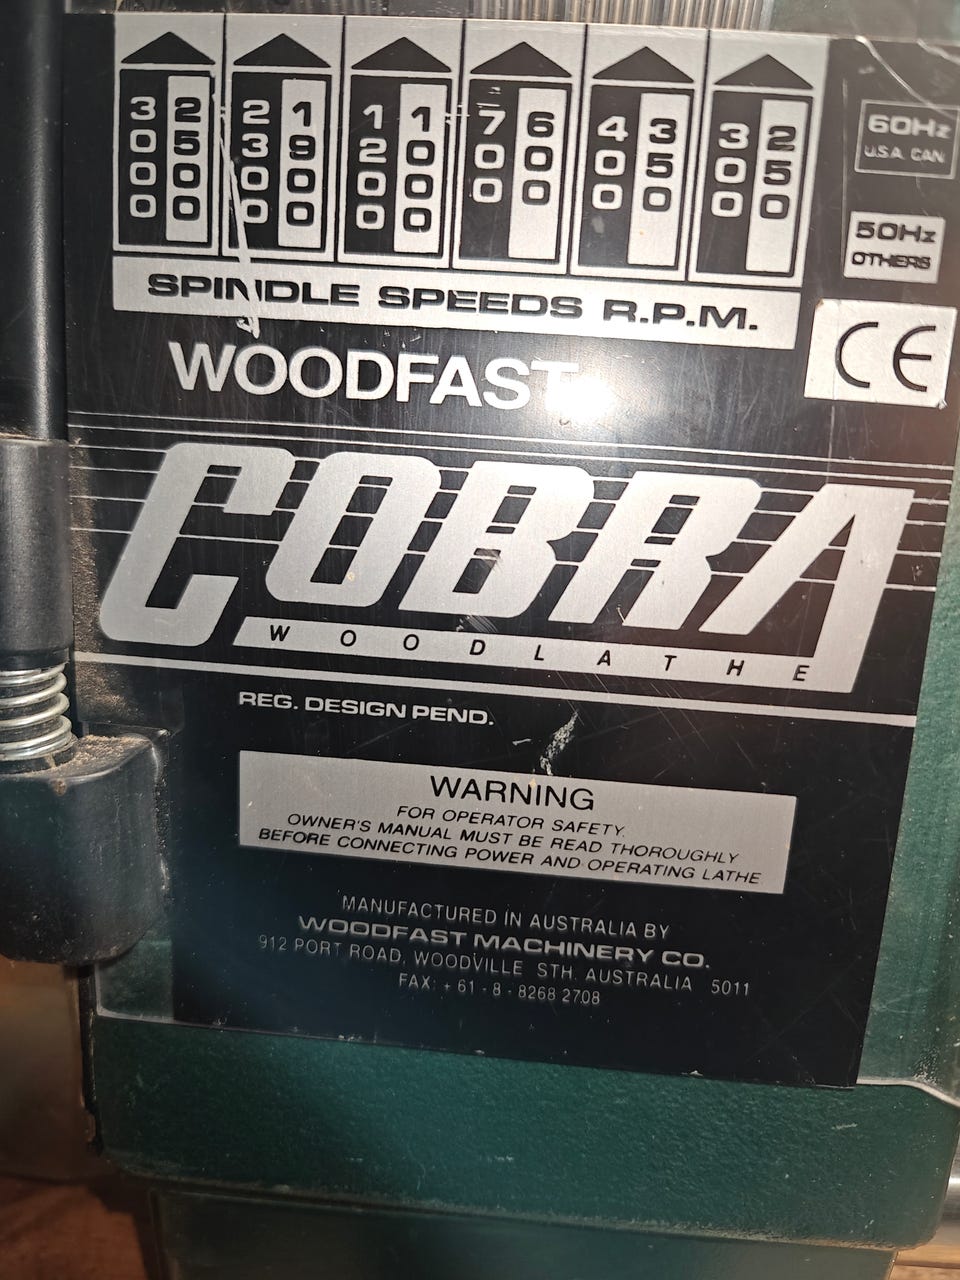 3000 2500 2300 1900 1200 1000 700 600 400 350 300 250
60Hz
U.S.A. CAN
50Hz
OTHERS
SPINDLE SPEEDS R.P.M.
CE
WOODFAST
COBRA
WOODLATHE
REG. DESIGN PEND.
WARNING
FOR OPERATOR SAFETY.
OWNER'S MANUAL MUST BE READ THOROUGHLY
BEFORE CONNECTING POWER AND OPERATING LATHE
MANUFACTURED IN AUSTRALIA BY
WOODFAST MACHINERY CO.
912 PORT ROAD, WOODVILLE STH. AUSTRALIA 5011
FAX: + 61 - 8 - 8268 2708